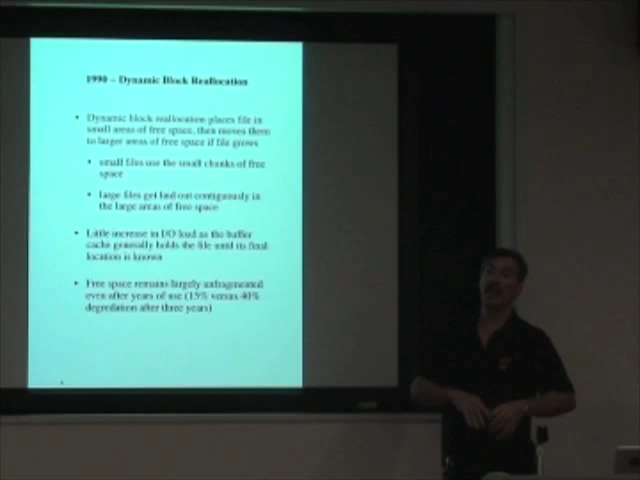 1990 – Dynamic Block Reallocation
• Dynamic block reallocation places file in
small areas of free space, then moves them
to larger areas of free space if file grows
• small files use the small chunks of free
space
• large files get laid out contiguously in
the large areas of free space
• Little increase in I/O load as the buffer
cache generally holds the file until its final
location is known
• Free space remains largely unfragmented
even after years of use (15% versus 40%
degredation after three years)